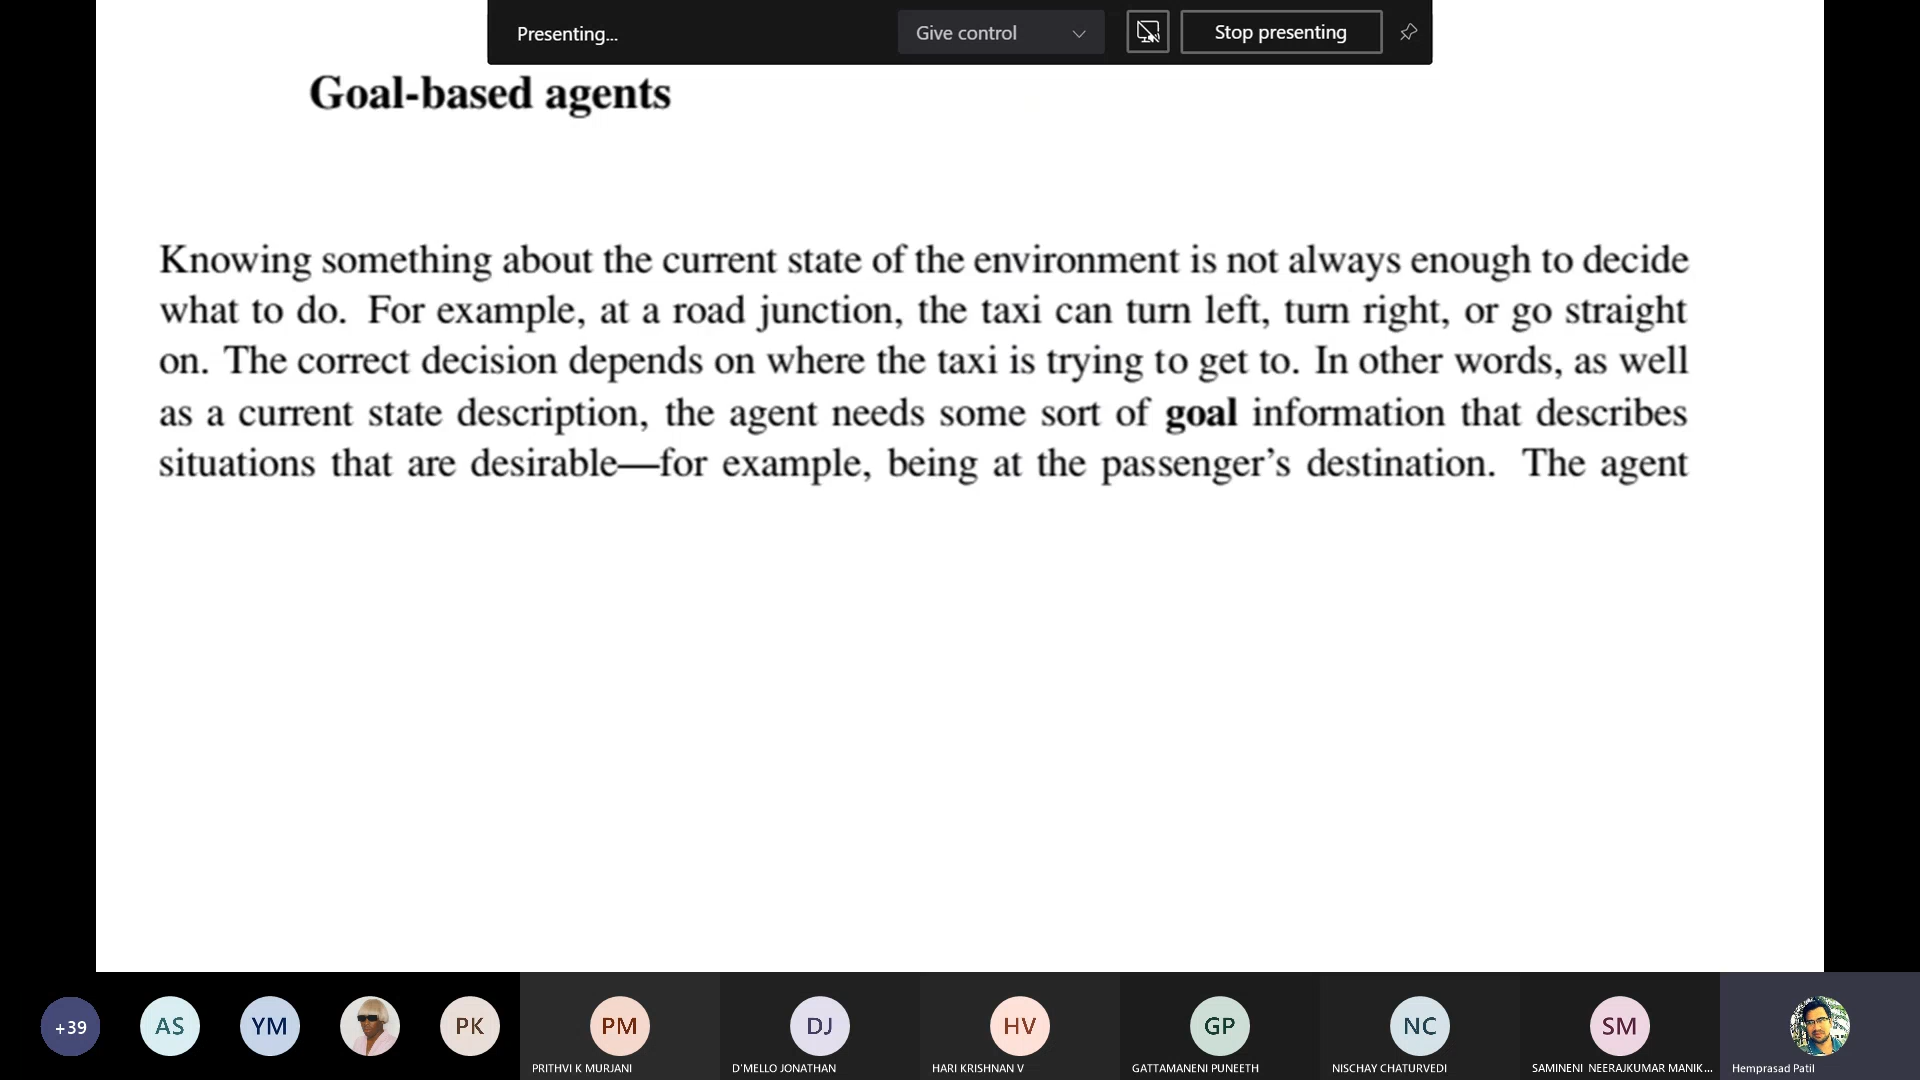 Presenting...
Give control
Stop presenting
Goal-based agents
Knowing something about the current state of the environment is not always enough to decide
what to do. For example, at a road junction, the taxi can turn left, turn right, or go straight
on. The correct decision depends on where the taxi is trying to get to. In other words, as well
as a current state description, the agent needs some sort of goal information that describes
situations that are desirable—for example, being at the passenger's destination. The agent
+39
AS
YM
PK
PM
DJ
HV
GP
NC
SM
PRITHVI K MURJANI
D'MELLO JONATHAN
HARI KRISHNAN V
GATTAMANENI PUNEETH
NISCHAY CHATURVEDI
SAMINENI NEERAJKUMAR MANIK...
Hemprasad Patil